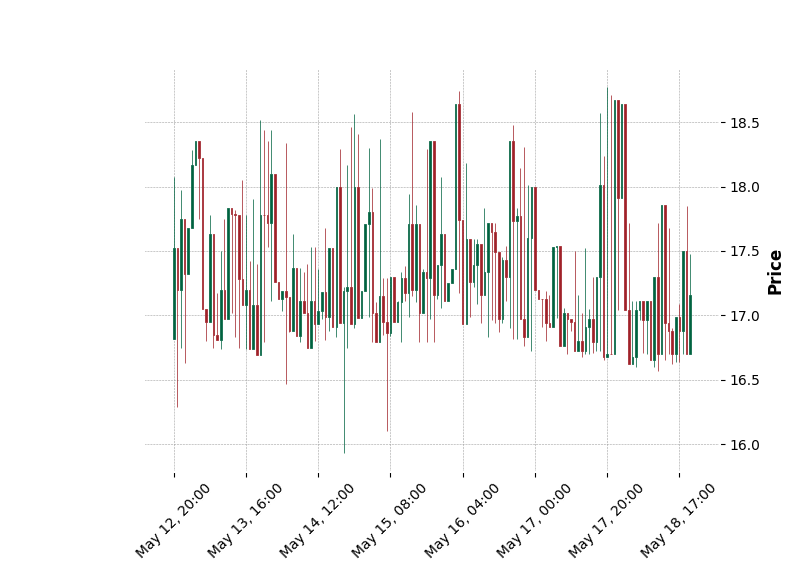 18.5
18.0
17.5
17.0
16.5
16.0
Price
May 12, 20:00
May 13, 16:00
May 14, 12:00
May 15, 08:00
May 16, 04:00
May 17, 00:00
May 17, 20:00
May 18, 17:00